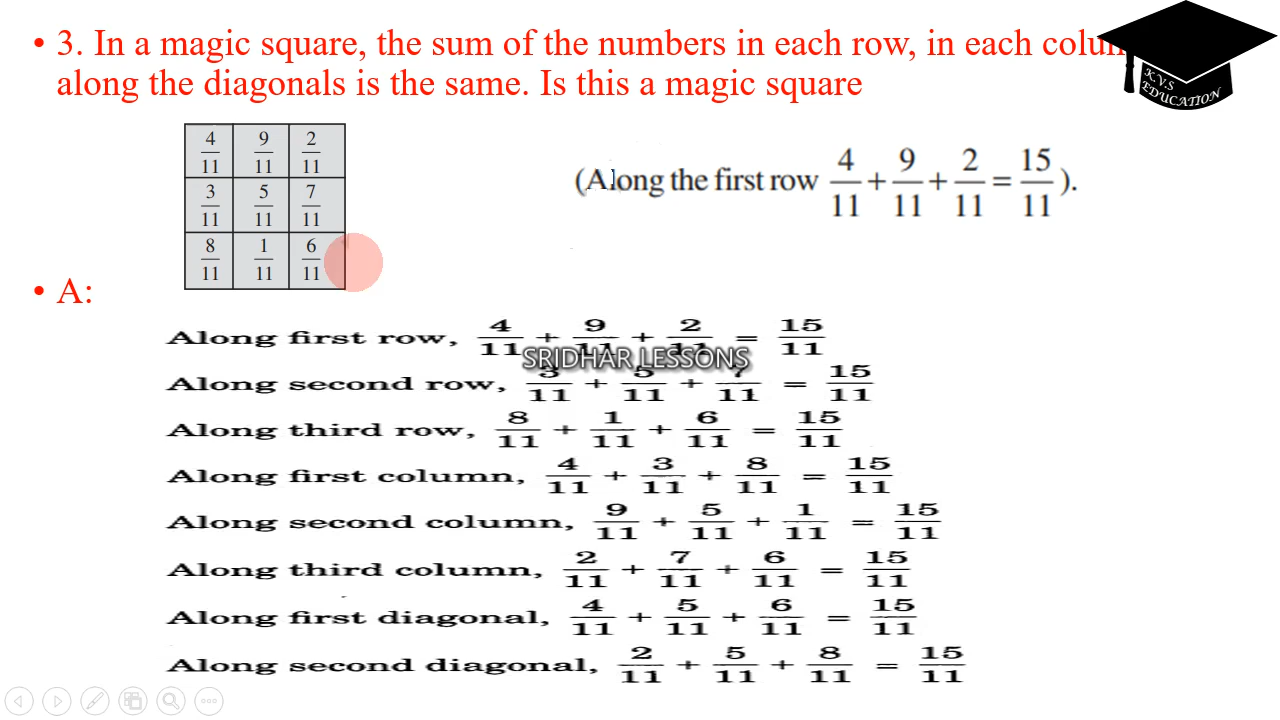 • 3. In a magic square, the sum of the numbers in each row, in each
along the diagonals is the same. Is this a magic square
K.V.S
EDUCATION
4/11 9/11 2/11
3/11 5/11 7/11
8/11 1/11 6/11
(Along the first row 4/11 + 9/11 + 2/11 = 15/11 ).
• A:
Along first row, 4/11 + 9/11 + 2/11 = 15/11
SRIDHAR LESSONS
Along second row, 3/11 + 5/11 + 7/11 = 15/11
Along third row, 8/11 + 1/11 + 6/11 = 15/11
Along first column, 4/11 + 3/11 + 8/11 = 15/11
Along second column, 9/11 + 5/11 + 1/11 = 15/11
Along third column, 2/11 + 7/11 + 6/11 = 15/11
Along first diagonal, 4/11 + 5/11 + 6/11 = 15/11
Along second diagonal, 2/11 + 5/11 + 8/11 = 15/11